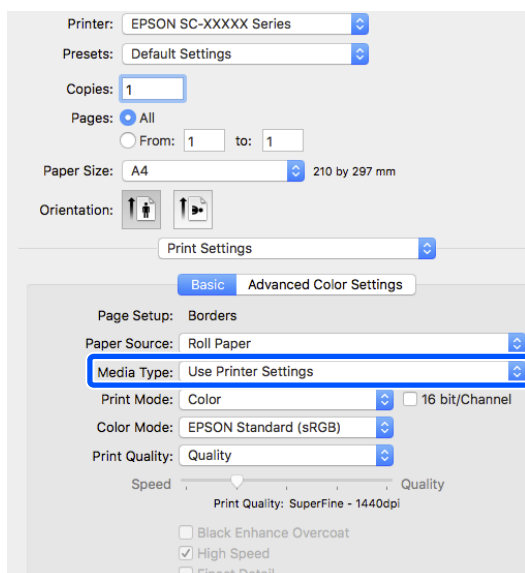 Printer: EPSON SC-XXXXX Series
Presets: Default Settings
Copies: 1
Pages: All
From: 1 to: 1
Paper Size: A4 210 by 297 mm
Orientation:
Print Settings
Basic Advanced Color Settings
Page Setup: Borders
Paper Source: Roll Paper
Media Type: Use Printer Settings
Print Mode: Color 16 bit/Channel
Color Mode: EPSON Standard (sRGB)
Print Quality: Quality
Speed Quality
Print Quality: SuperFine - 1440dpi
Black Enhance Overcoat
High Speed
Finest Detail